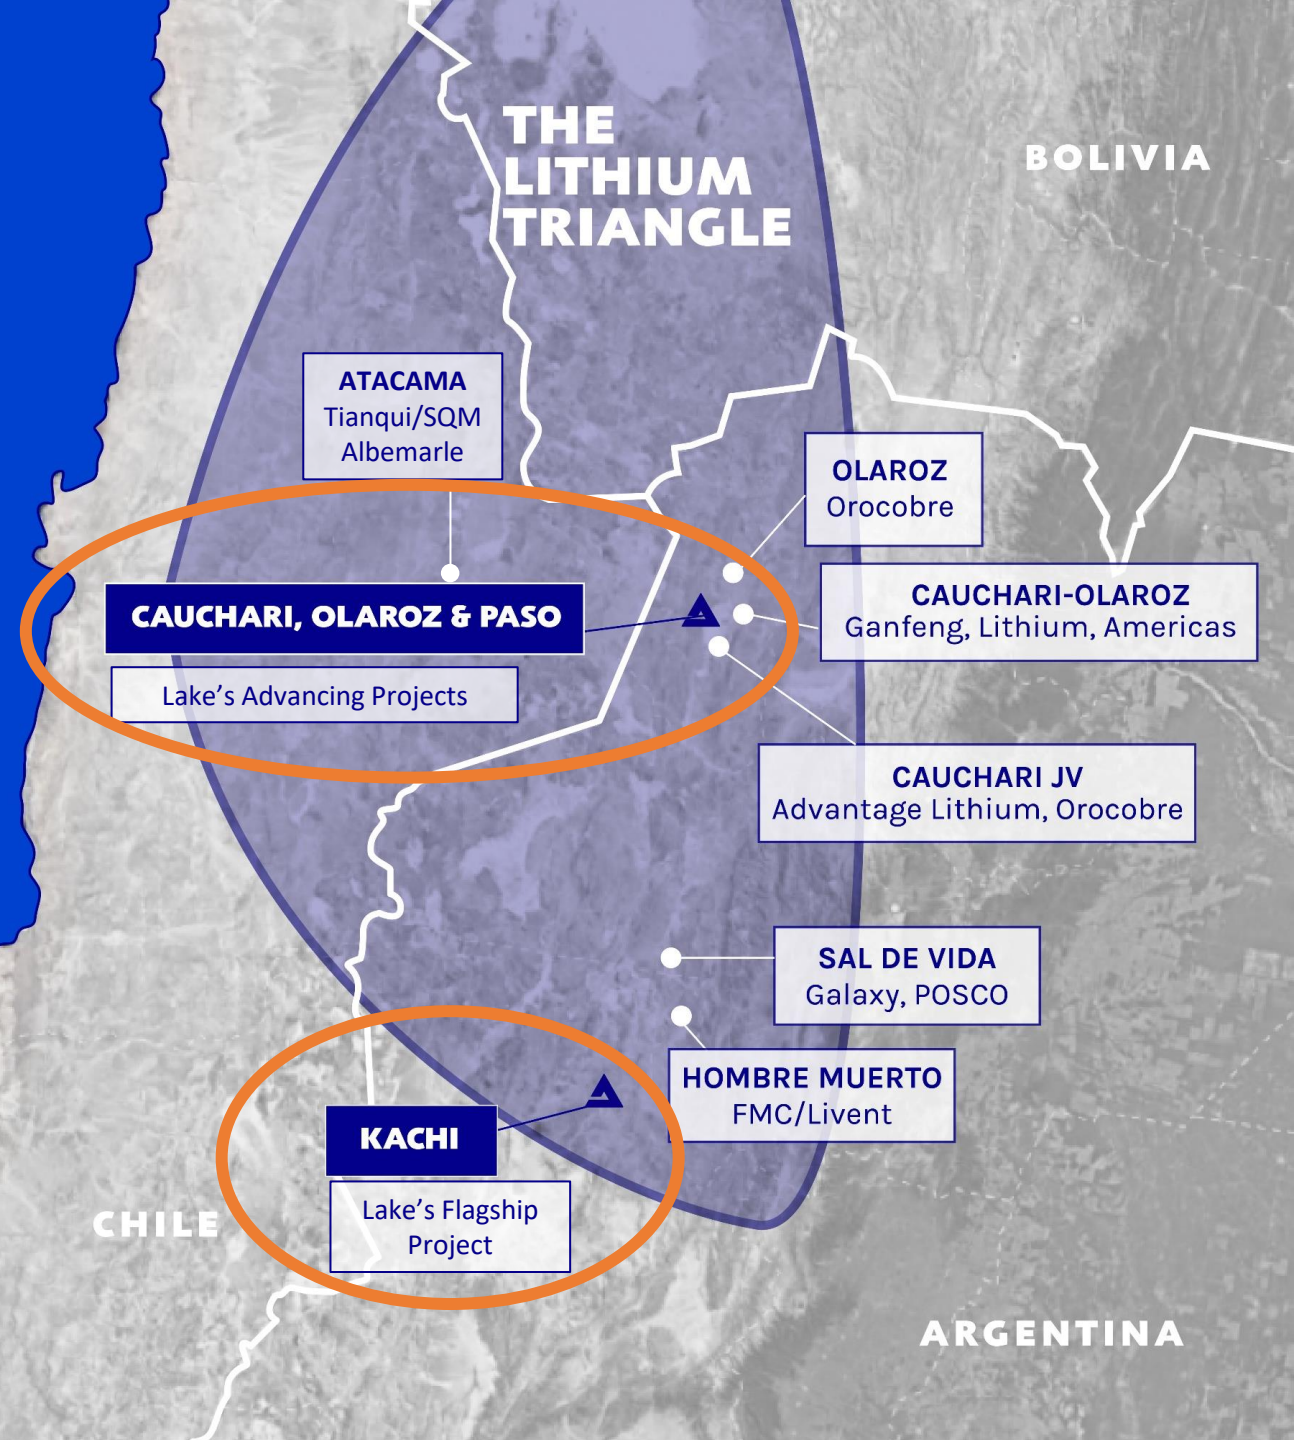 THE
LITHIUM
TRIANGLE
BOLIVIA
ATACAMA
Tianqui/SQM
Albemarle
OLAROZ
Orocobre
CAUCHARI, OLAROZ & PASO
Lake's Advancing Projects
CAUCHARI-OLAROZ
Ganfeng, Lithium, Americas
CAUCHARI JV
Advantage Lithium, Orocobre
SAL DE VIDA
Galaxy, POSCO
HOMBRE MUERTO
FMC/Livent
KACHI
Lake's Flagship
Project
CHILE
ARGENTINA